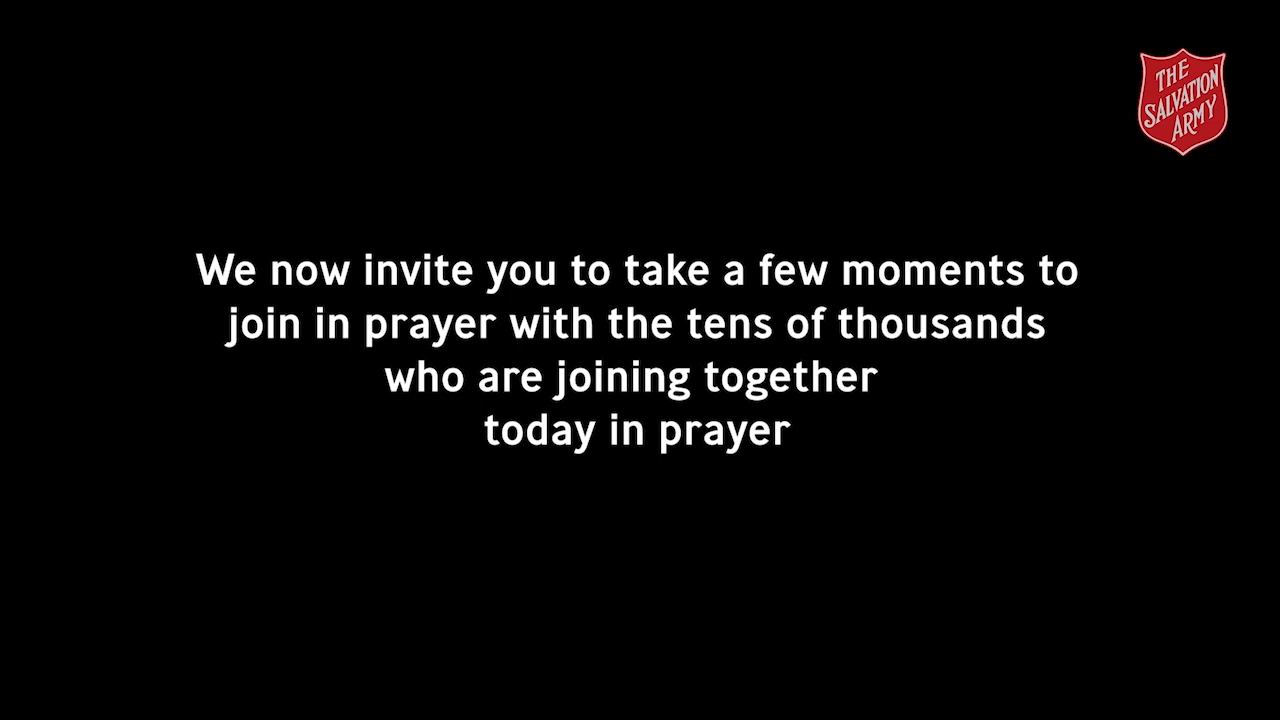 THE
SALVATION
ARMY
We now invite you to take a few moments to
join in prayer with the tens of thousands
who are joining together
today in prayer